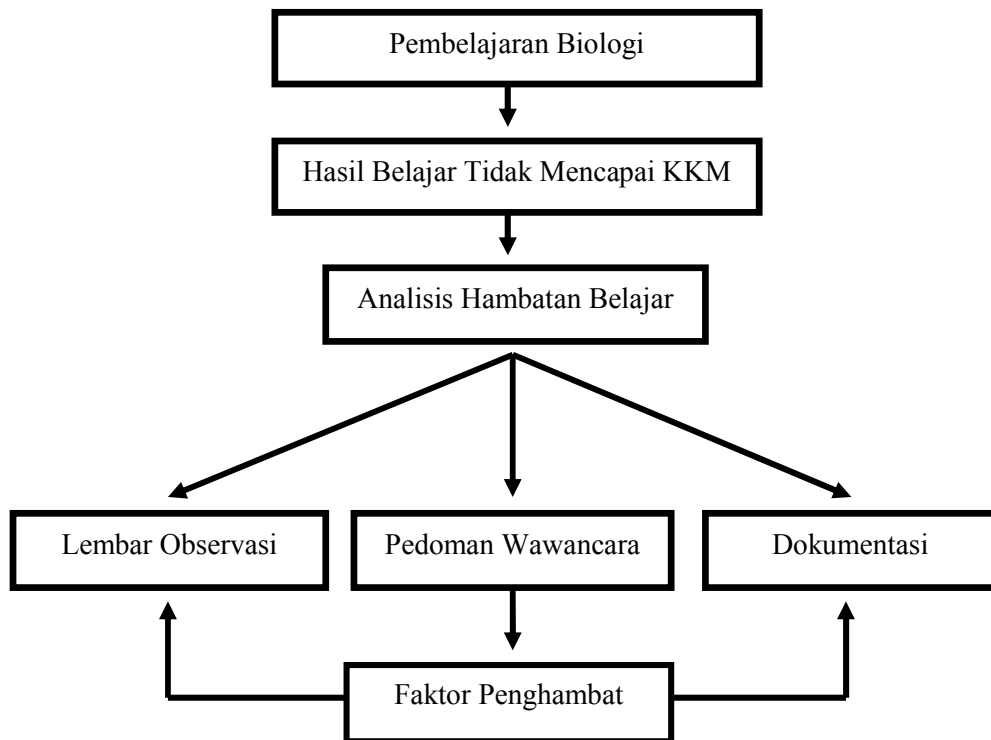 Pembelajaran Biologi
Hasil Belajar Tidak Mencapai KKM
Analisis Hambatan Belajar
Lembar Observasi
Pedoman Wawancara
Dokumentasi
Faktor Penghambat